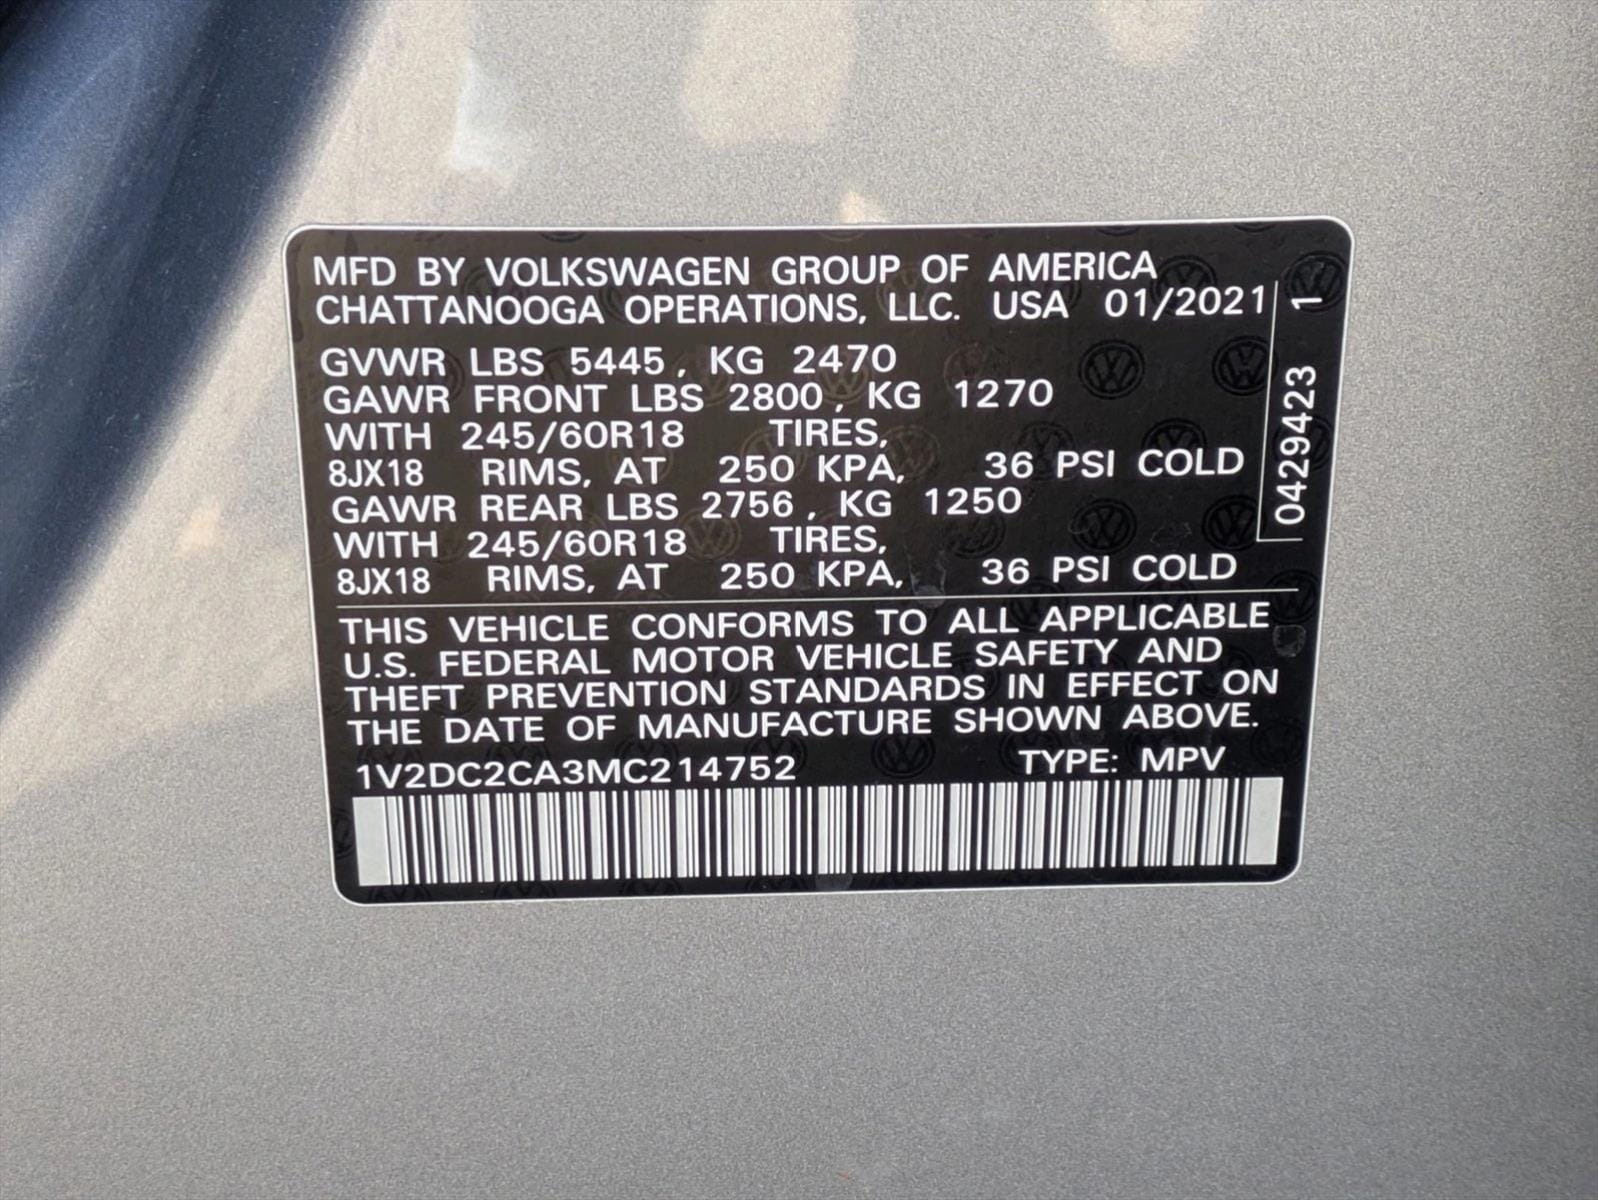 MFD BY VOLKSWAGEN GROUP OF AMERICA
CHATTANOOGA OPERATIONS, LLC. USA 01/2021
GVWR LBS 5445, KG 2470
GAWR FRONT LBS 2800, KG 1270
WITH 245/60R18 TIRES,
8JX18 RIMS, AT 250 KPA, 36 PSI COLD
GAWR REAR LBS 2756, KG 1250
WITH 245/60R18 TIRES,
8JX18 RIMS, AT 250 KPA, 36 PSI COLD
THIS VEHICLE CONFORMS TO ALL APPLICABLE
U.S. FEDERAL MOTOR VEHICLE SAFETY AND
THEFT PREVENTION STANDARDS IN EFFECT ON
THE DATE OF MANUFACTURE SHOWN ABOVE.
1V2DC2CA3MC214752 TYPE: MPV
0429423 1